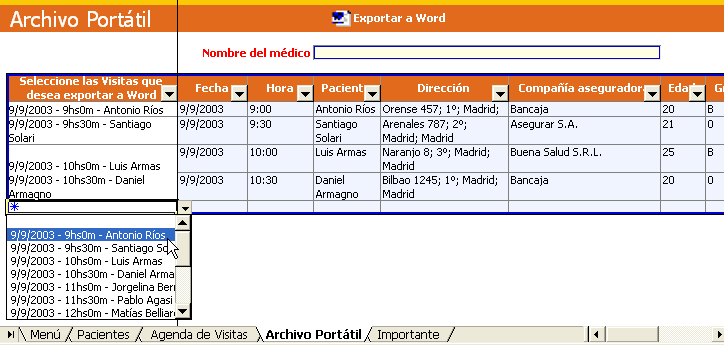 Archivo Portátil
Exportar a Word
Nombre del médico
Seleccione las Visitas que desea exportar a Word Fecha Hora Pacient Dirección Compañía asegurador Edad G
9/9/2003 - 9hs0m - Antonio Ríos 9/9/2003 9:00 Antonio Ríos Orense 457; 1º; Madrid; Bancaja 20 B
9/9/2003 - 9hs30m - Santiago 9/9/2003 9:30 Santiago Arenales 787; 2º; Asegurar S.A. 21 0
Solari Solari Madrid; Madrid
9/9/2003 10:00 Luis Armas Naranjo 8; 3º; Madrid; Buena Salud S.R.L. 25 B
9/9/2003 - 10hs0m - Luis Armas Madrid
9/9/2003 - 10hs30m - Daniel 9/9/2003 10:30 Daniel Bilbao 1245; 1º; Madrid; Bancaja 20 0
Armagno Armagno Madrid
9/9/2003 - 9hs0m - Antonio Ríos
9/9/2003 - 9hs30m - Santiago So
9/9/2003 - 10hs0m - Luis Armas
9/9/2003 - 10hs30m - Daniel Arma
9/9/2003 - 11hs0m - Jorgelina Ber
9/9/2003 - 11hs30m - Pablo Agasi
9/9/2003 - 12hs0m - Matías Belliar
Menú Pacientes Agenda de Visitas Archivo Portátil Importante